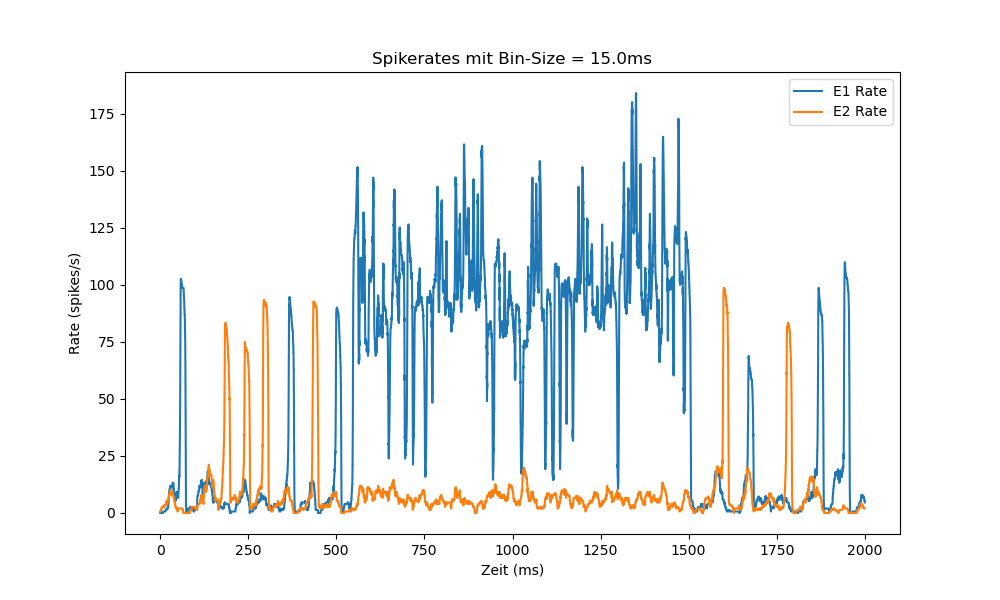 Spikerates mit Bin-Size = 15.0ms
E1 Rate
E2 Rate
Rate (spikes/s)
175
150
125
100
75
50
25
0
0 250 500 750 1000 1250 1500 1750 2000
Zeit (ms)